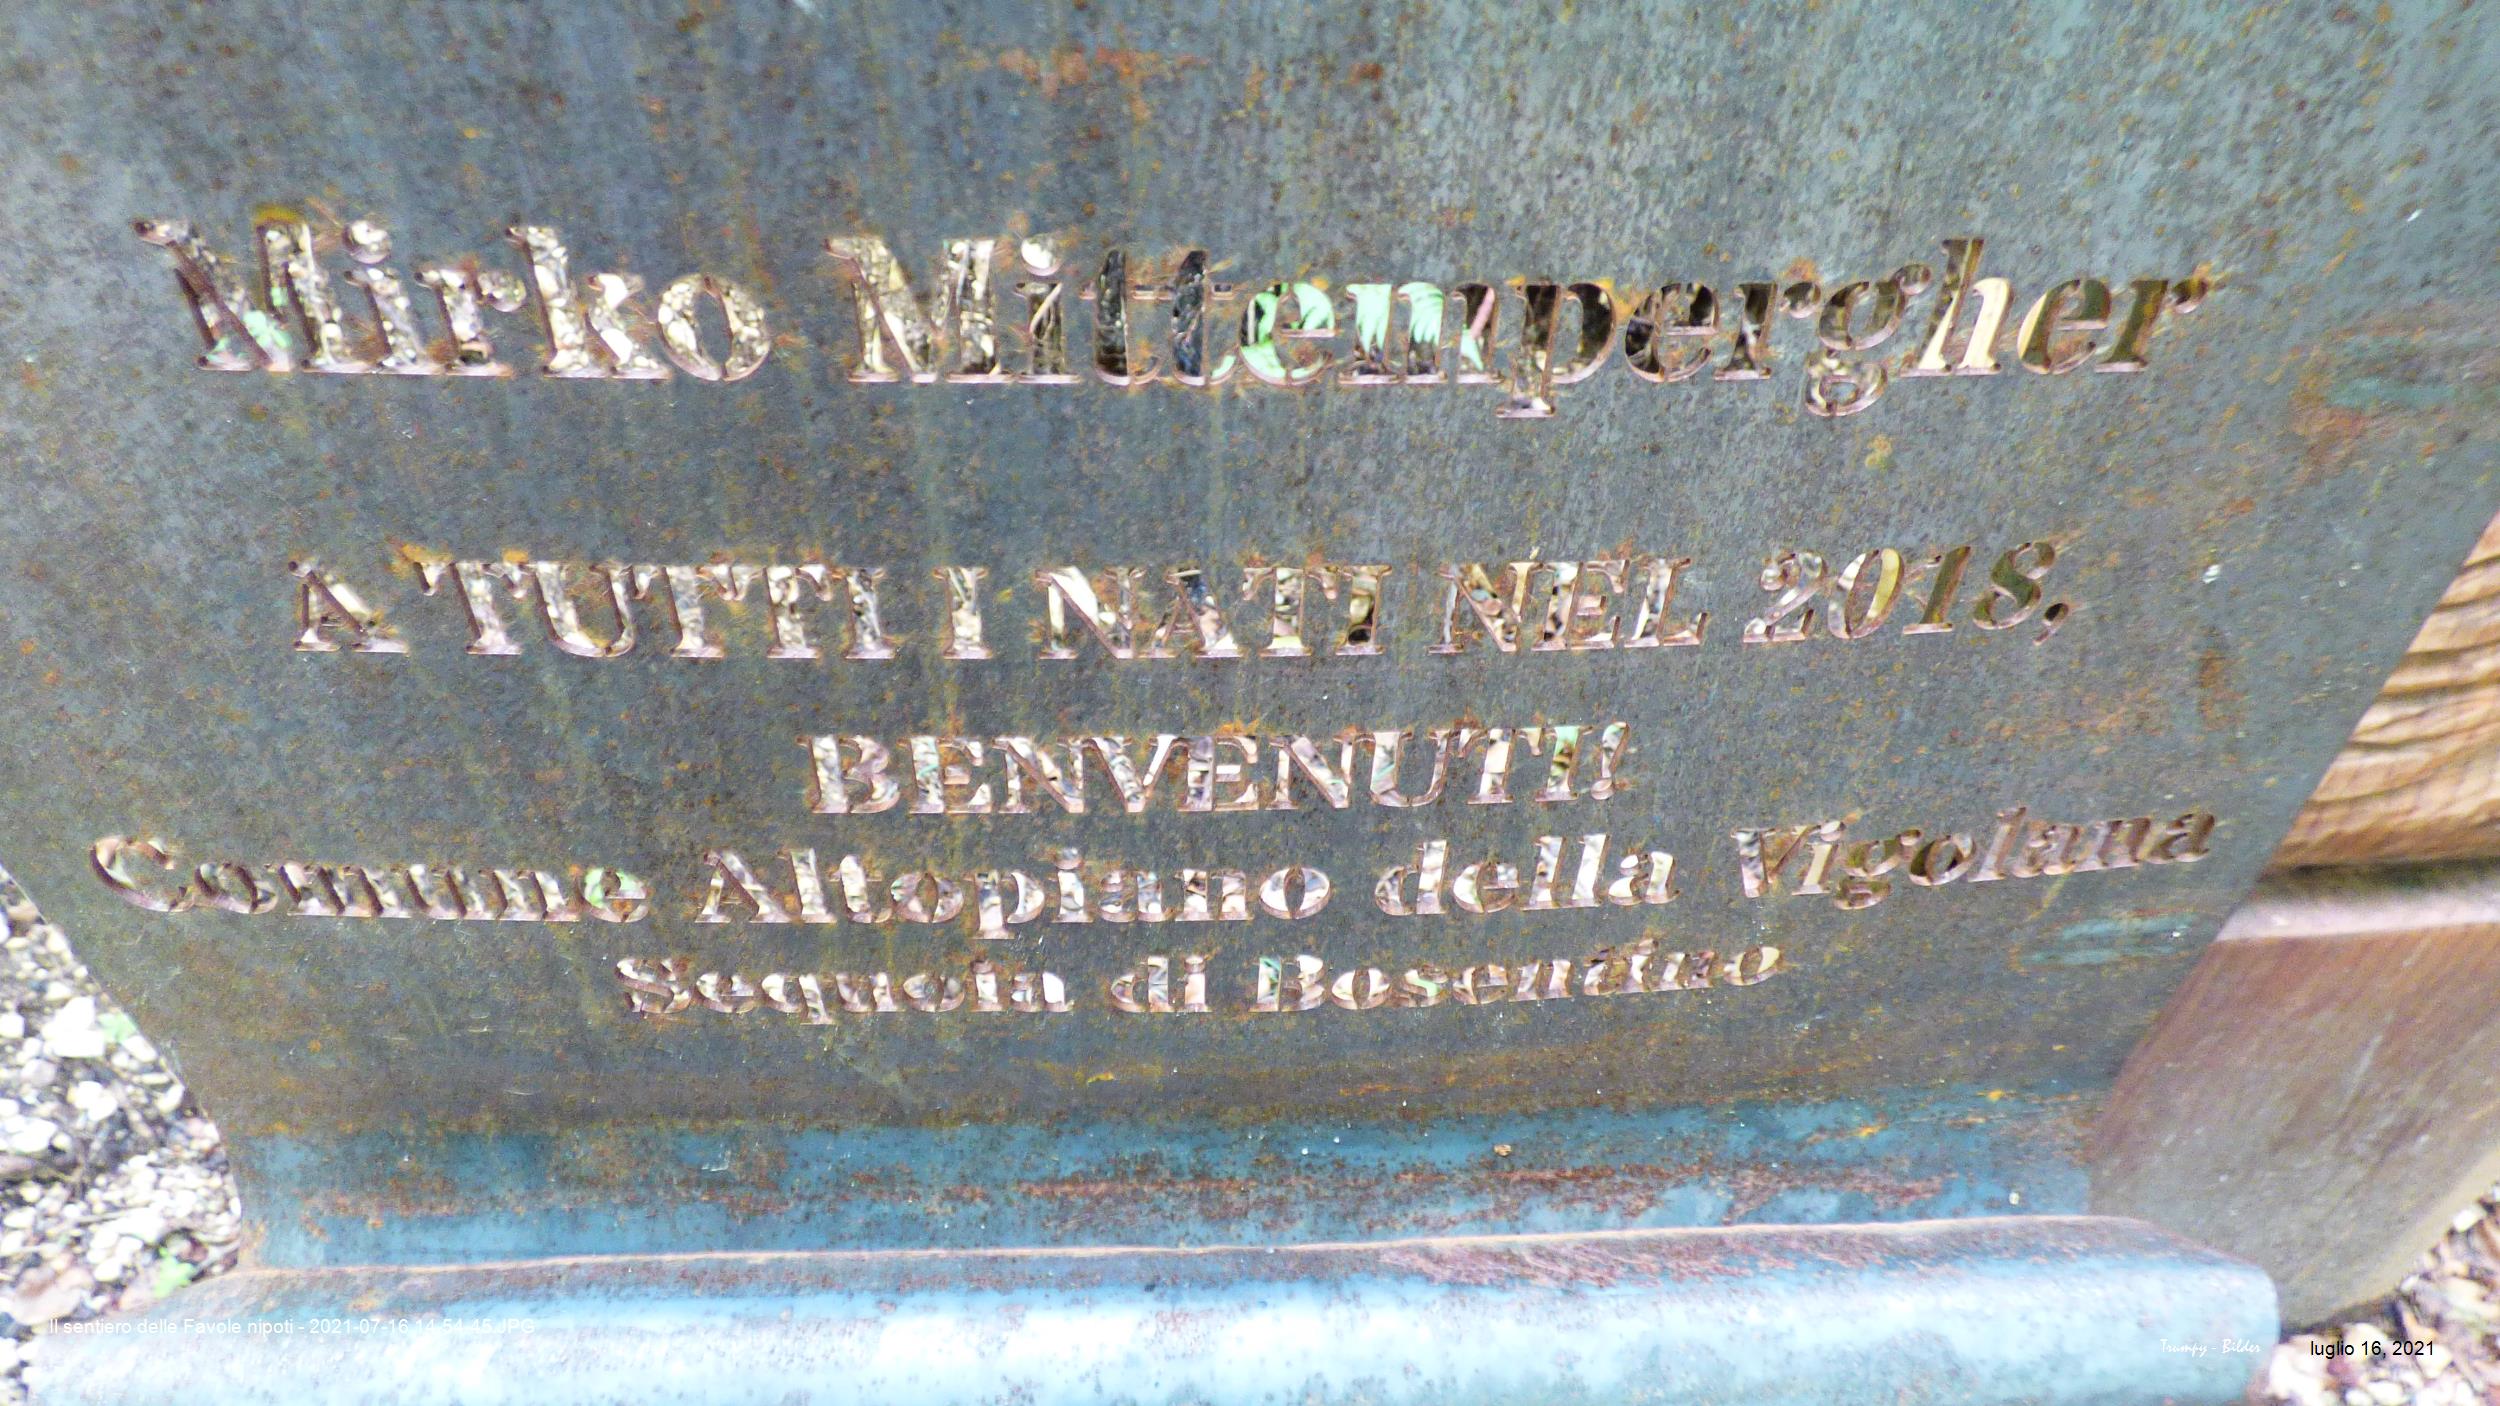 Mirko Mittempergher
A TUTTI I NATI NEL 2018,
BENVENUTI!
Comune Altopiano della Vigolana
Sequoia di Bosentino
Il sentiero delle Favole nipoti - 2021-07-16 14-54-45.JPG
Trumpy - Bilder
luglio 16, 2021